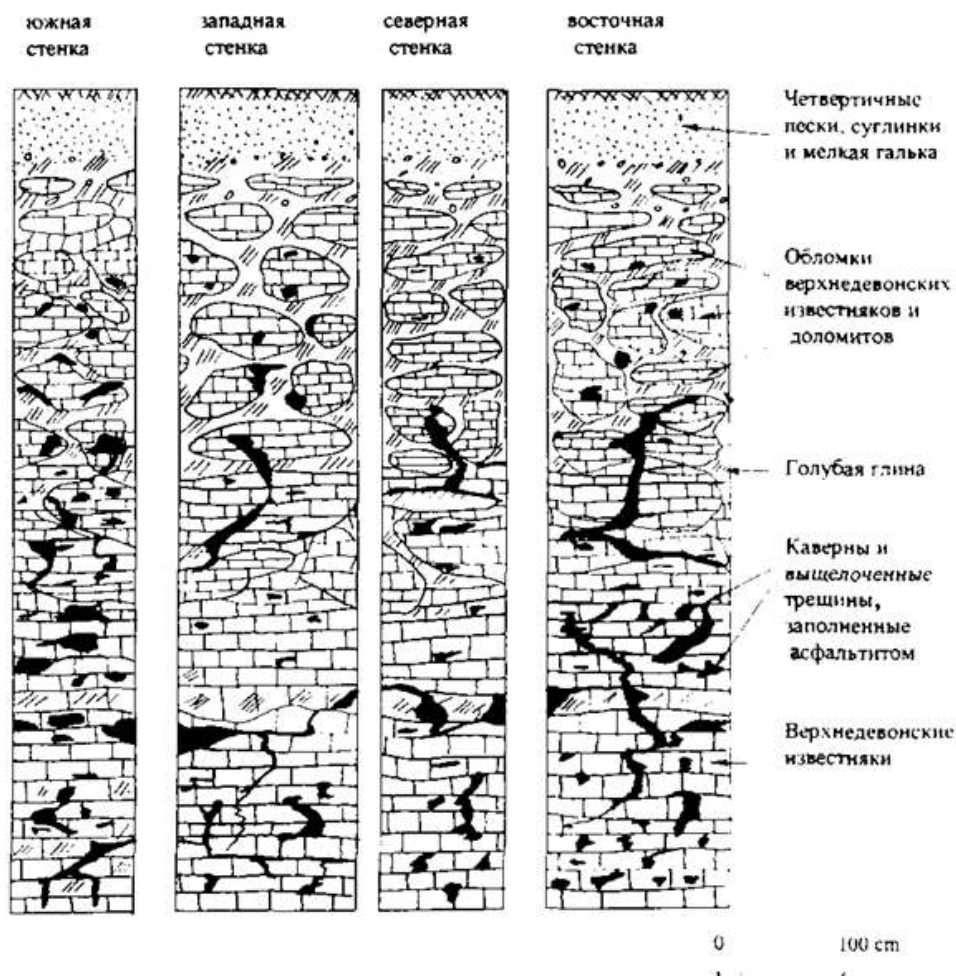 южная
стенка
западная
стенка
северная
стенка
восточная
стенка
Четвертичные
пески, суглинки
и мелкая галька
Обломки
верхнедевонских
известняков и
доломитов
Голубая глина
Каверны и
выщелоченные
трещины,
заполненные
асфальтитом
Верхнедевонские
известняки
0 100 cm